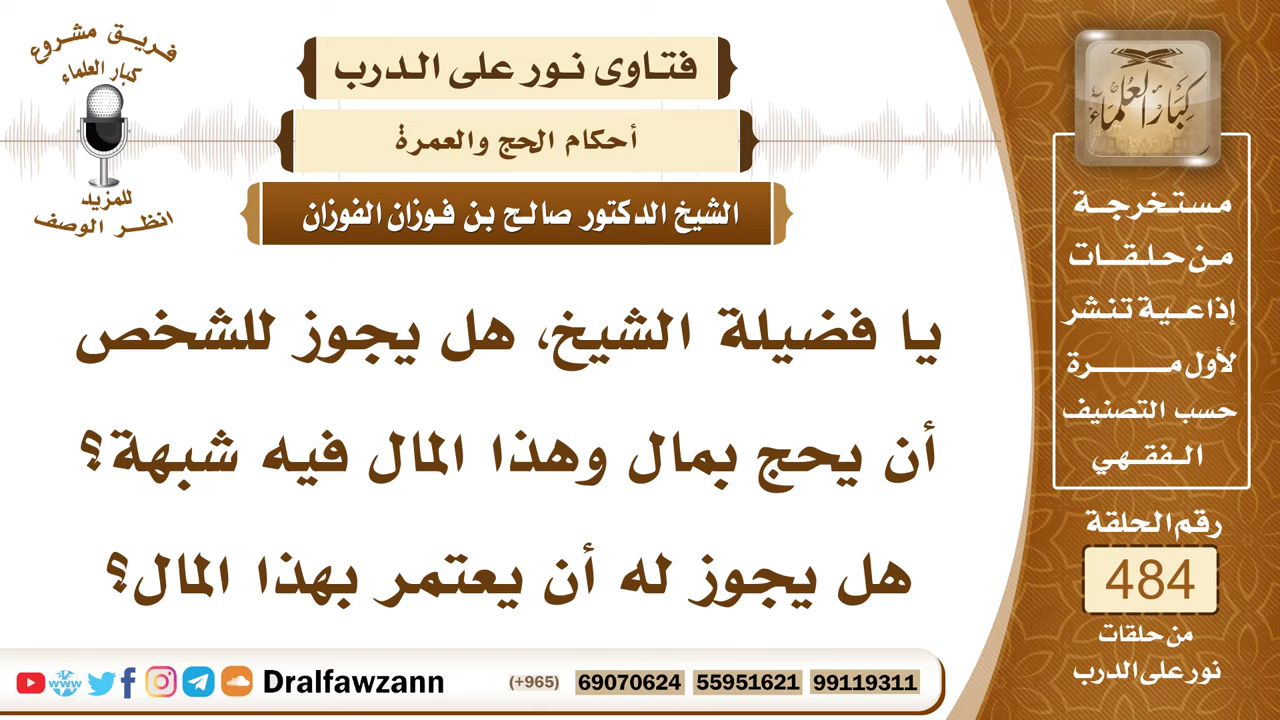 فريق مشروع
كبار العلماء
للمزيد
انظر الوصف
فتاوى نور على الدرب
أحكام الحج والعمرة
الشيخ الدكتور صالح بن فوزان الفوزان
يا فضيلة الشيخ، هل يجوز للشخص
أن يحج بمال وهذا المال فيه شبهة؟
هل يجوز له أن يعتمر بهذا المال؟
كبار العلماء
مستخرجة
من حلقات
إذاعية تنشر
لأول مرة
حسب التصنيف
الفقهي
رقم الحلقة
484
من حلقات
نور على الدرب
www
Dralfawzann
(+965) 69070624 55951621 99119311